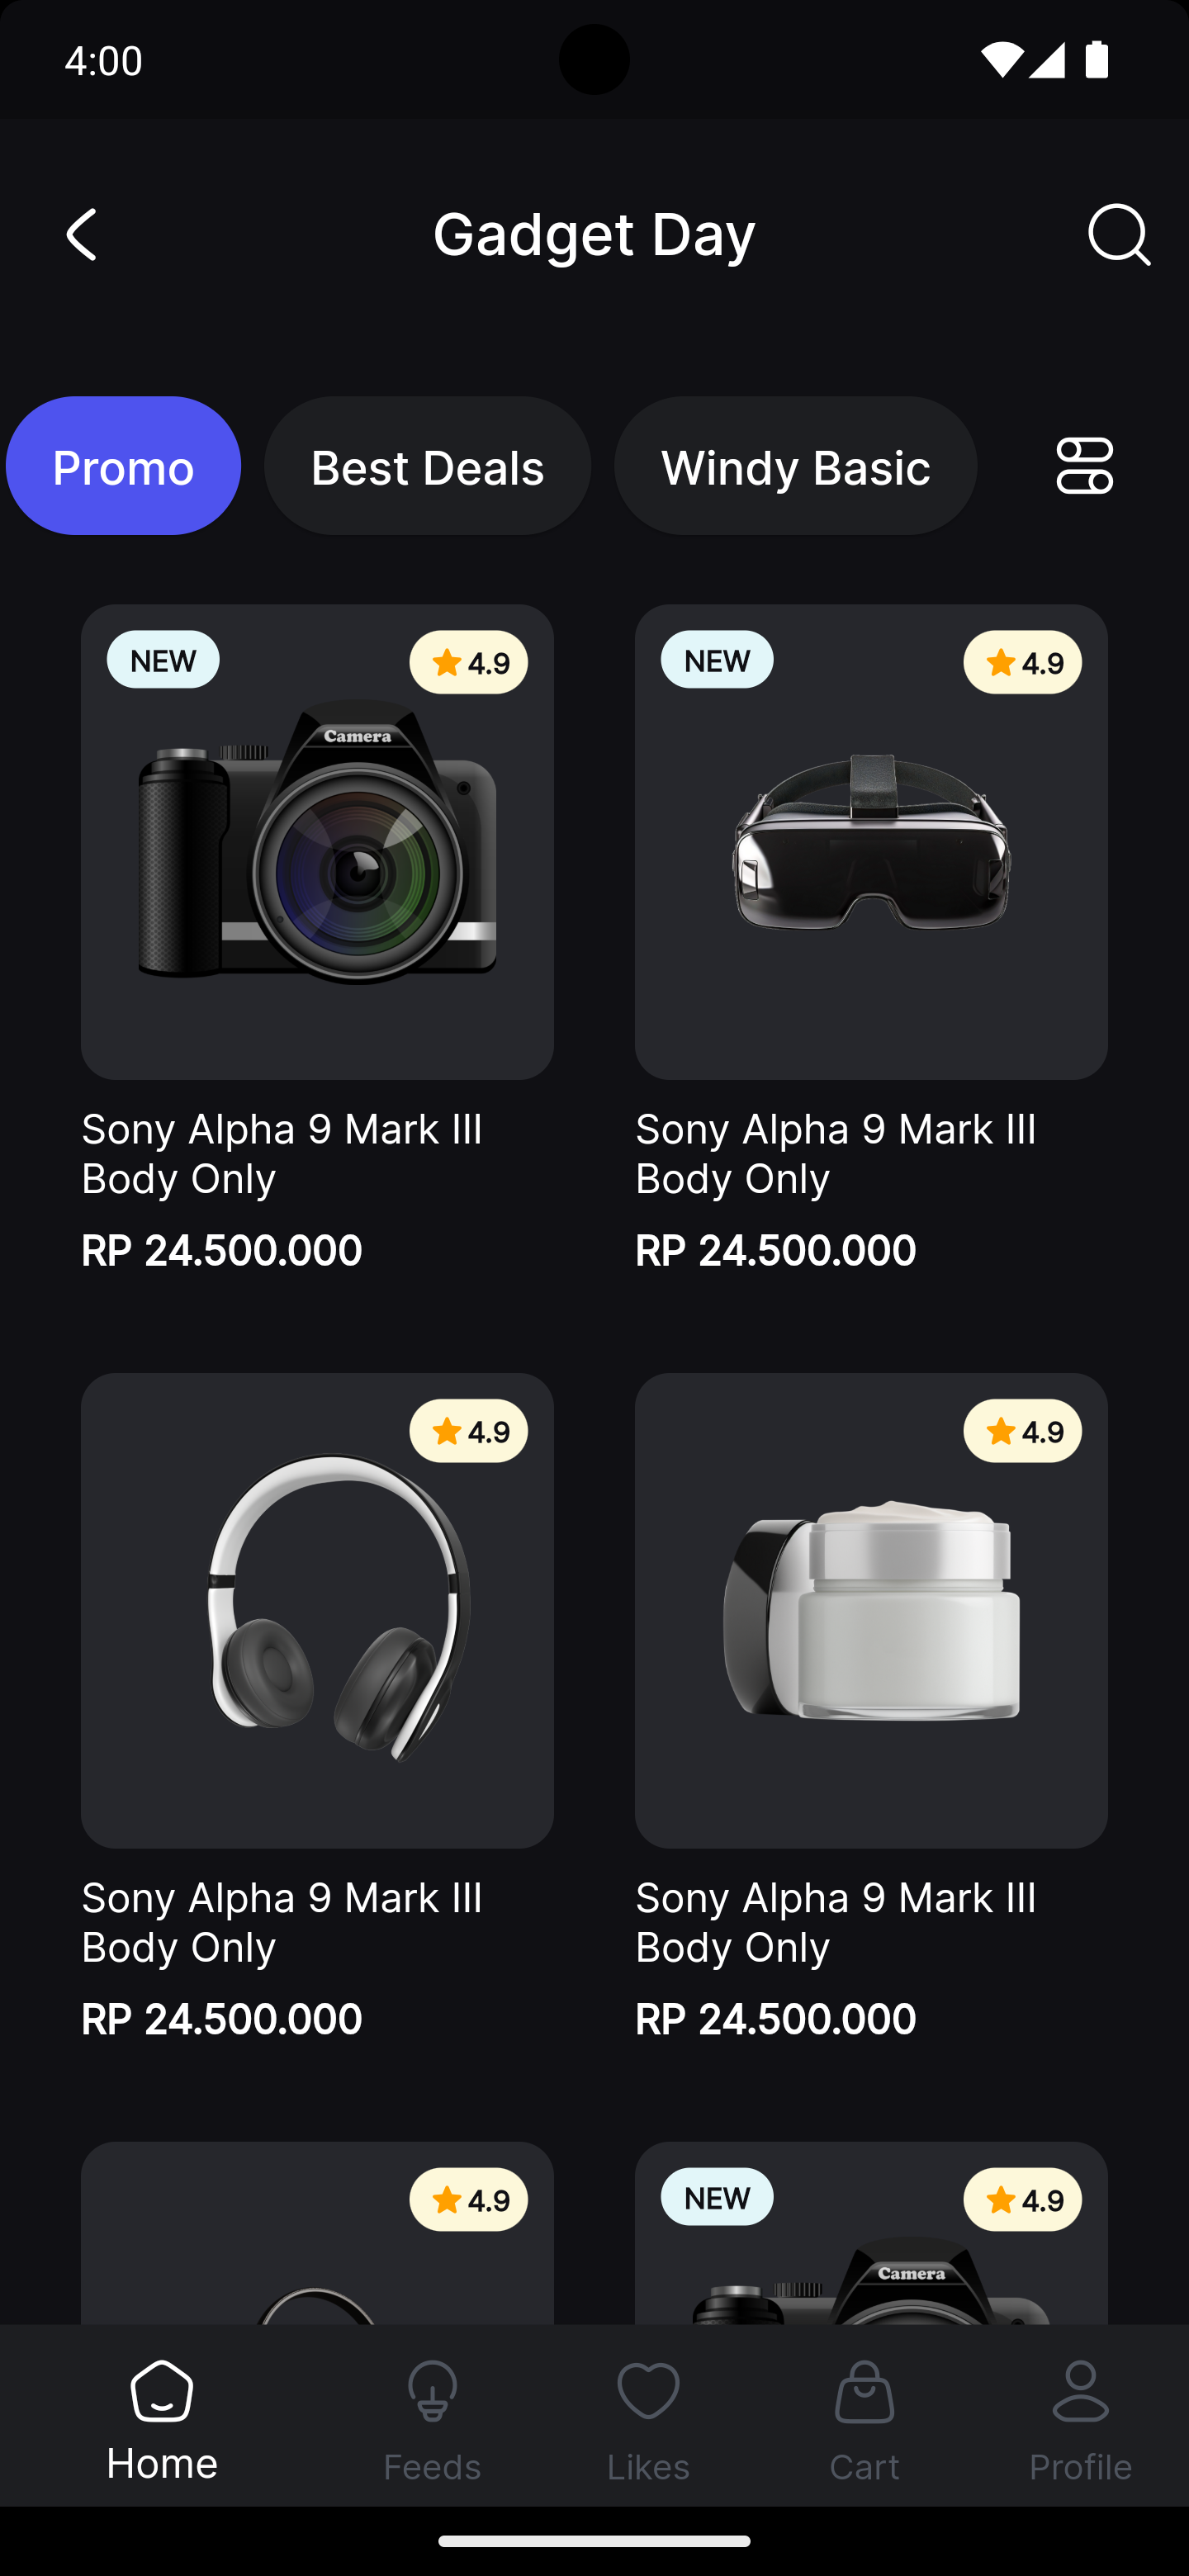 4:00
Gadget Day
Promo
Best Deals
Windy Basic
NEW
4.9
Camera
NEW
4.9
Sony Alpha 9 Mark III
Body Only
RP 24.500.000
Sony Alpha 9 Mark III
Body Only
RP 24.500.000
4.9
4.9
Sony Alpha 9 Mark III
Body Only
RP 24.500.000
Sony Alpha 9 Mark III
Body Only
RP 24.500.000
4.9
NEW
4.9
Camera
Home
Feeds
Likes
Cart
Profile